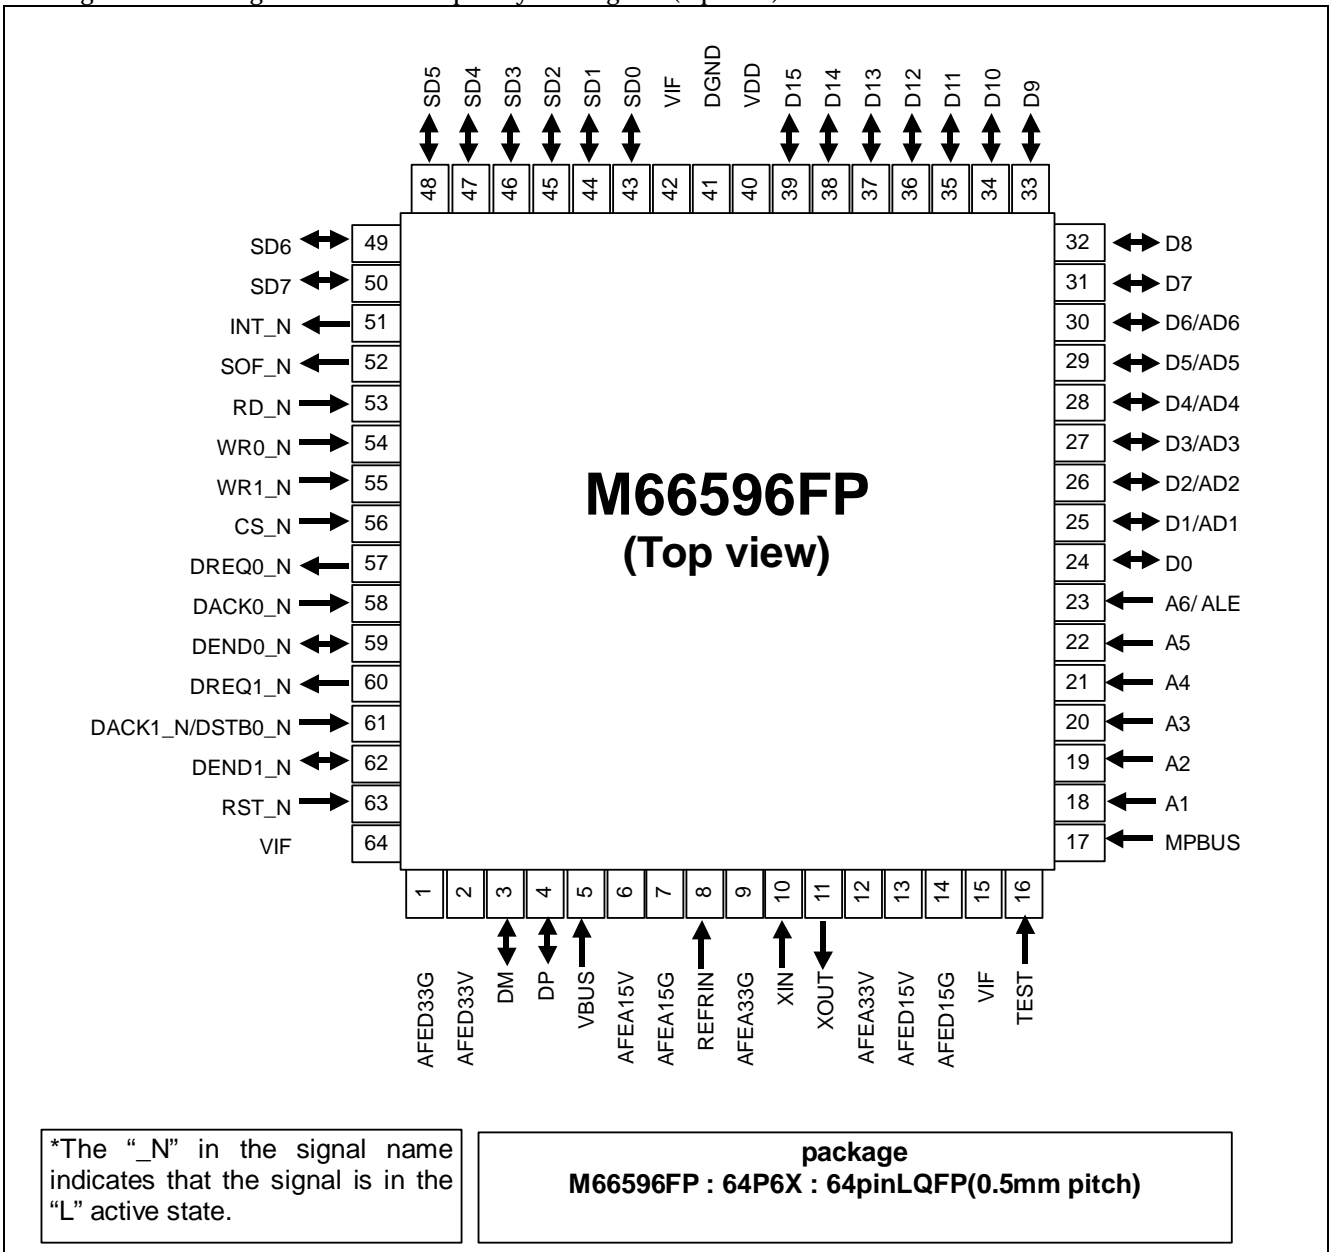 SD5
SD4
SD3
SD2
SD1
SD0
VIF
DGND
VDD
D15
D14
D13
D12
D11
D10
D9
48
47
46
45
44
43
42
41
40
39
38
37
36
35
34
33
SD6 49
SD7 50
INT_N 51
SOF_N 52
RD_N 53
WR0_N 54
WR1_N 55
CS_N 56
DREQ0_N 57
DACK0_N 58
DEND0_N 59
DREQ1_N 60
DACK1_N/DSTB0_N 61
DEND1_N 62
RST_N 63
VIF 64
M66596FP
(Top view)
32 D8
31 D7
30 D6/AD6
29 D5/AD5
28 D4/AD4
27 D3/AD3
26 D2/AD2
25 D1/AD1
24 D0
23 A6/ ALE
22 A5
21 A4
20 A3
19 A2
18 A1
17 MPBUS
1
2
3
4
5
6
7
8
9
10
11
12
13
14
15
16
AFED33G
AFED33V
DM
DP
VBUS
AFEA15V
AFEA15G
REFRIN
AFEA33G
XIN
XOUT
AFEA33V
AFED15V
AFED15G
VIF
TEST
*The “_N” in the signal name
indicates that the signal is in the
“L” active state.
package
M66596FP : 64P6X : 64pinLQFP(0.5mm pitch)